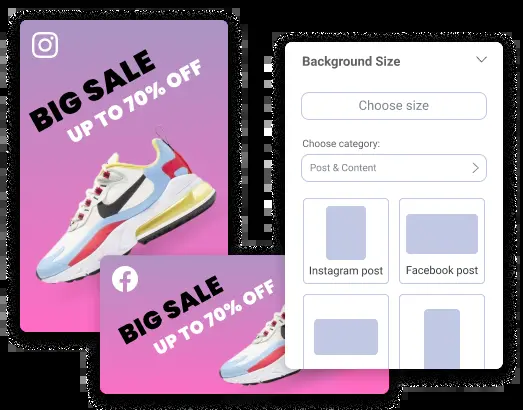 BIG SALE
UP TO 70% OFF
BIG SALE
UP TO 70% OFF
Background Size
Choose size
Choose category:
Post & Content
Instagram post
Facebook post